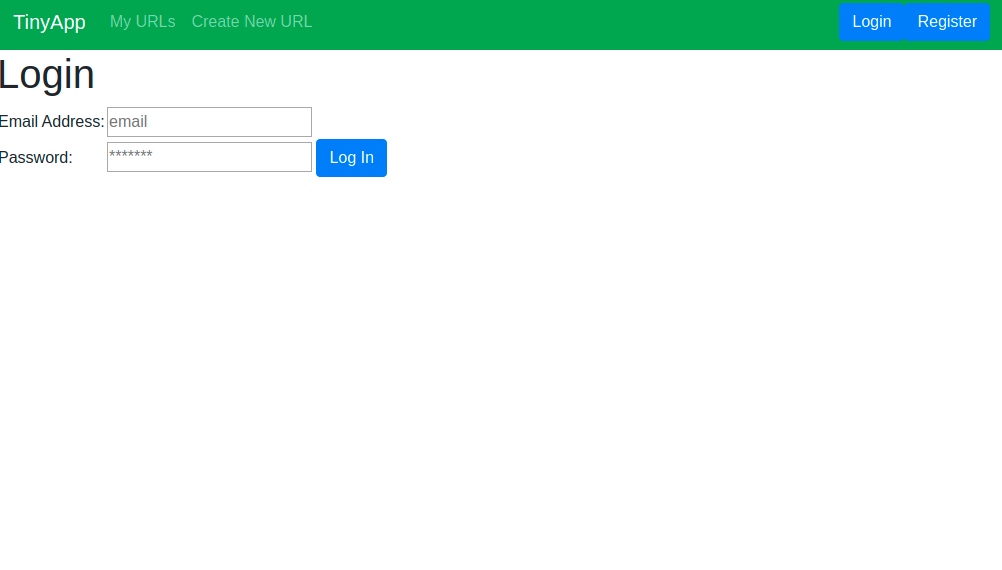 TinyApp My URLs Create New URL Login Register
Login
Email Address: email
Password: ******* Log In